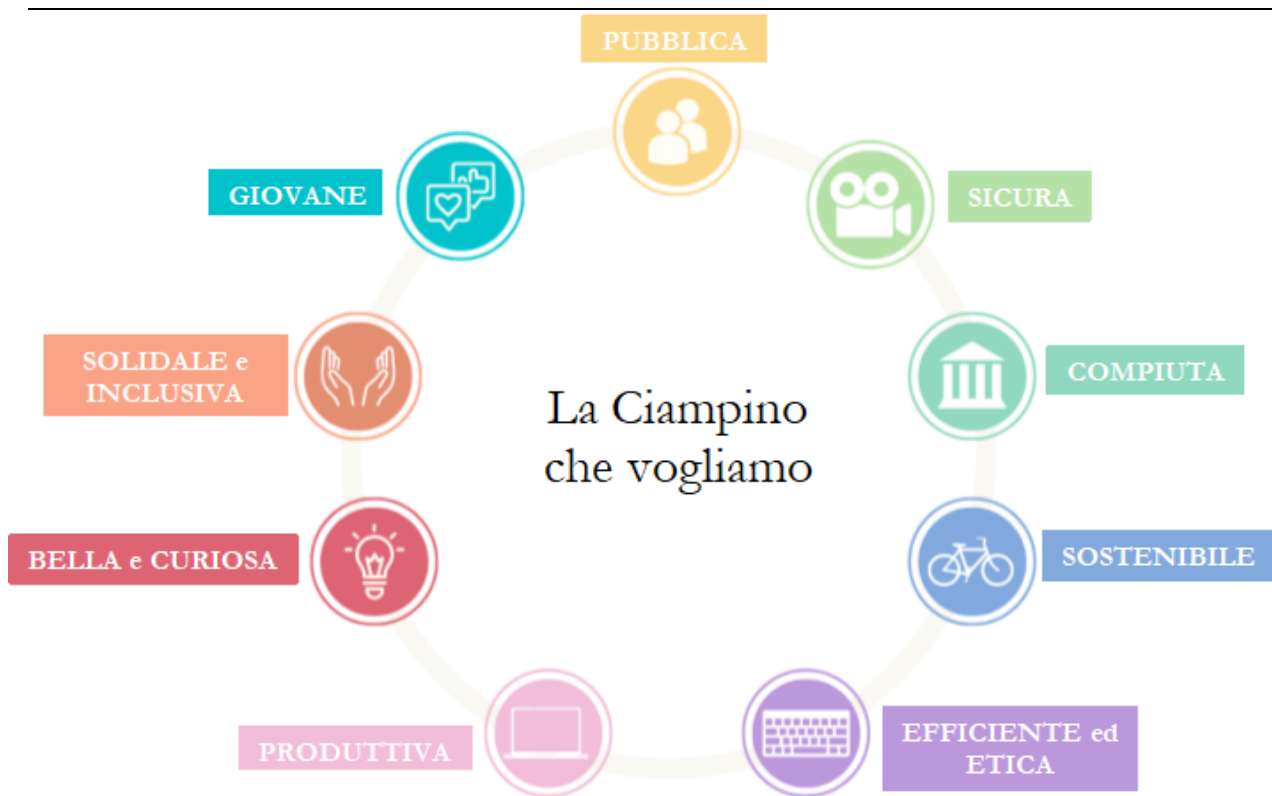 PUBBLICA
GIOVANE
SICURA
SOLIDALE e
INCLUSIVA
COMPIUTA
La Ciampino
che vogliamo
BELLA e CURIOSA
SOSTENIBILE
PRODUTTIVA
EFFICIENTE ed
ETICA